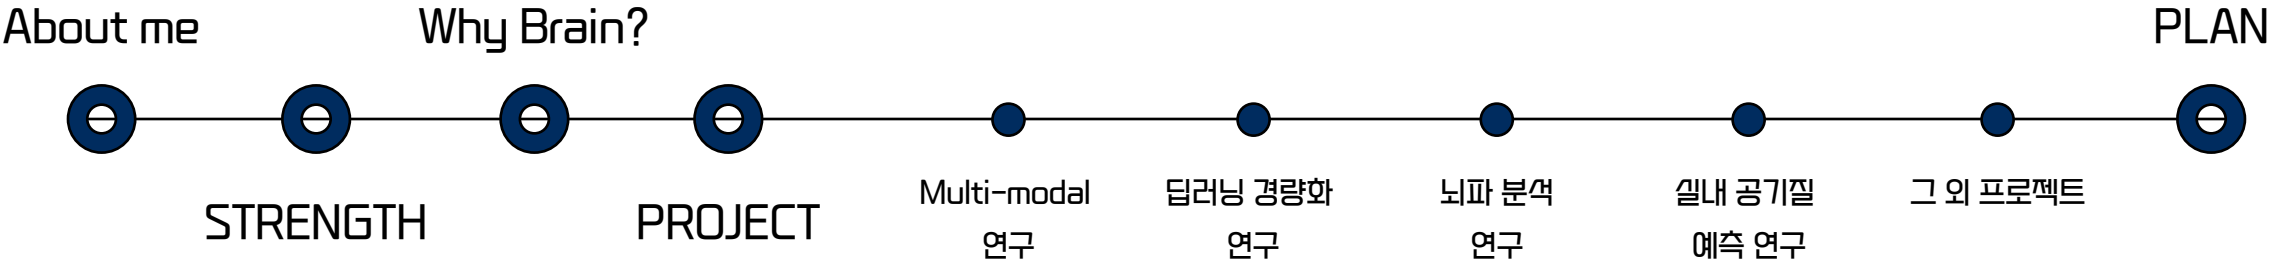 About me
Why Brain?
PLAN
STRENGTH
PROJECT
Multi-modal
연구
딥러닝 경량화
연구
뇌파 분석
연구
실내 공기질
예측 연구
그 외 프로젝트